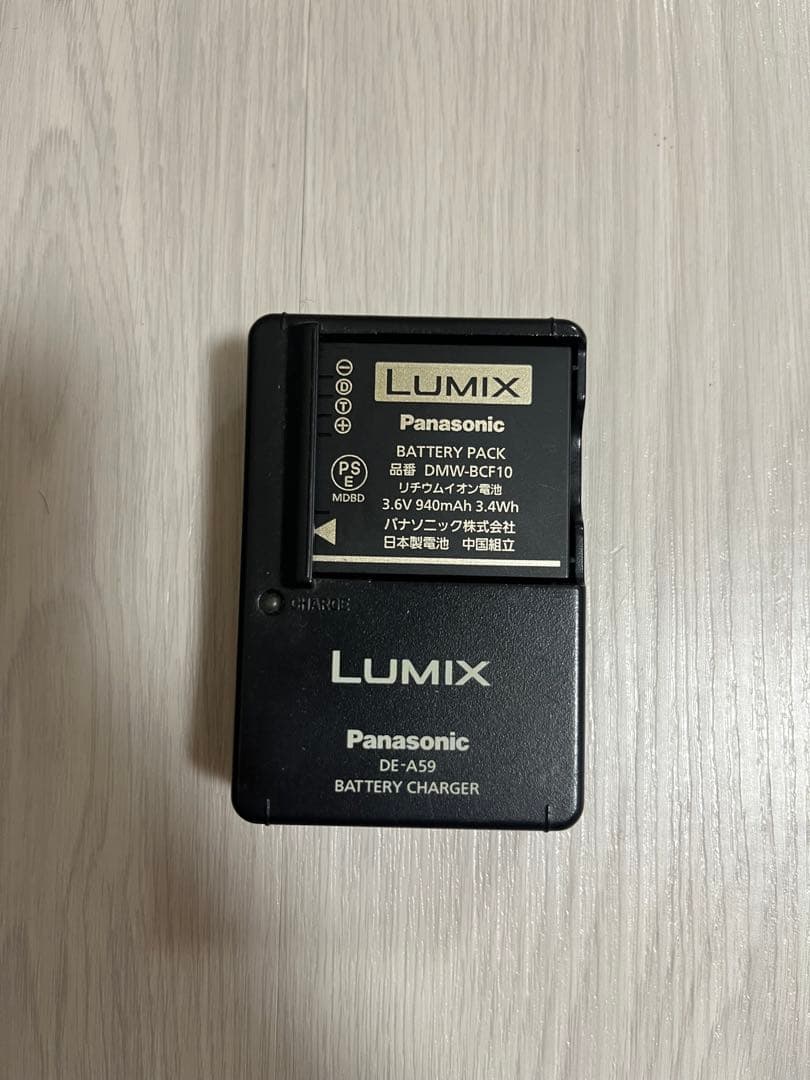 LUMIX
Panasonic
BATTERY PACK
品番 DMW-BCF10
リチウムイオン電池
3.6V 940mAh 3.4Wh
パナソニック株式会社
日本製電池 中国組立
−
D
T
+
PS
E
MDBD
CHARGE
LUMIX
Panasonic
DE-A59
BATTERY CHARGER